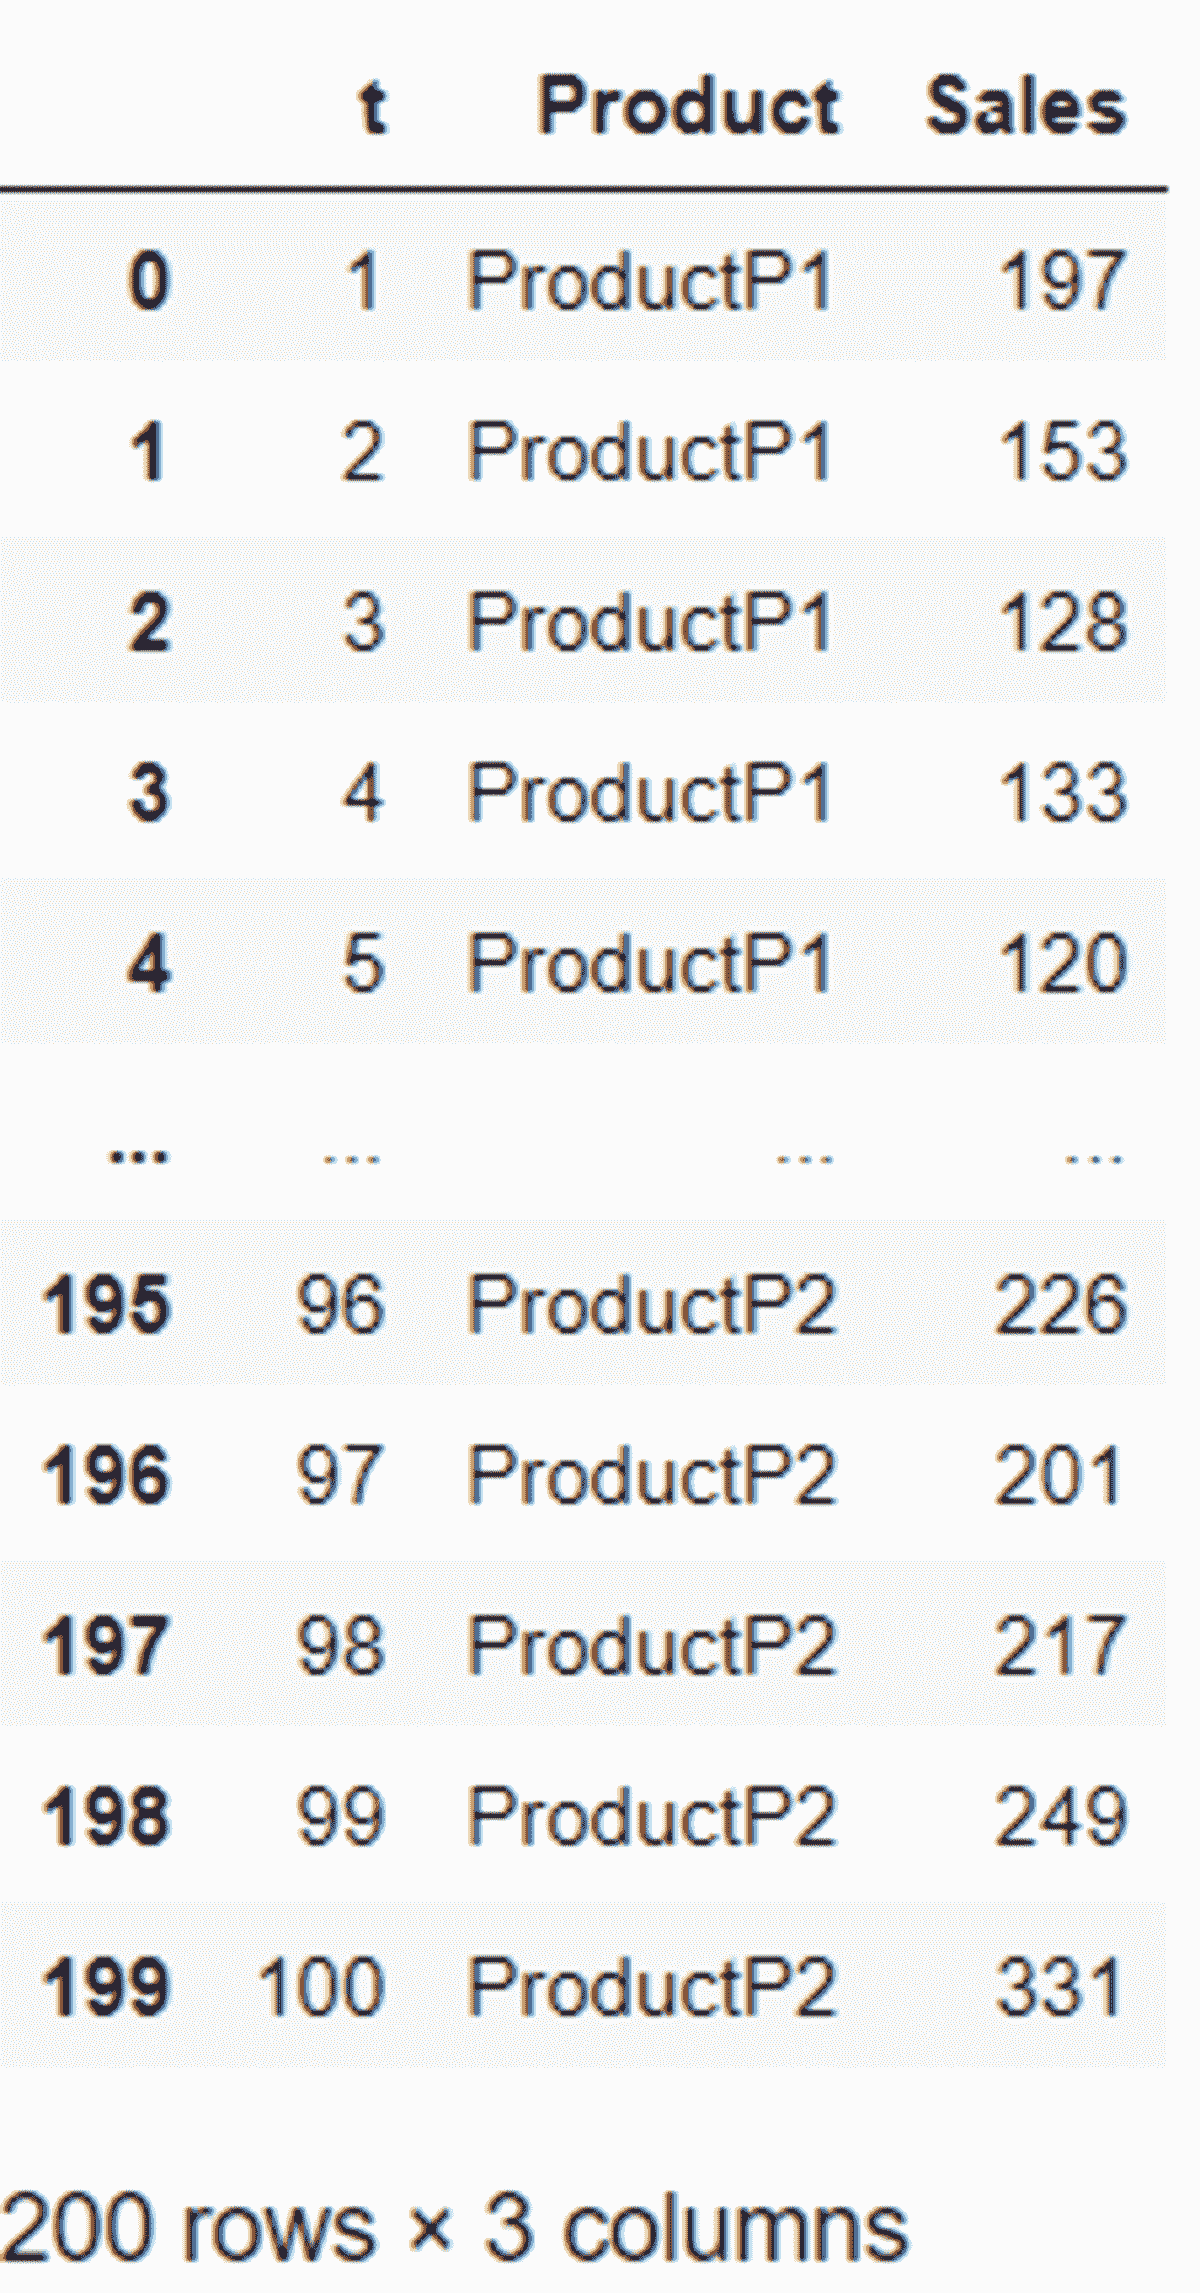 t Product Sales
0 1 ProductP1 197
1 2 ProductP1 153
2 3 ProductP1 128
3 4 ProductP1 133
4 5 ProductP1 120
... ... ... ...
195 96 ProductP2 226
196 97 ProductP2 201
197 98 ProductP2 217
198 99 ProductP2 249
199 100 ProductP2 331
200 rows × 3 columns